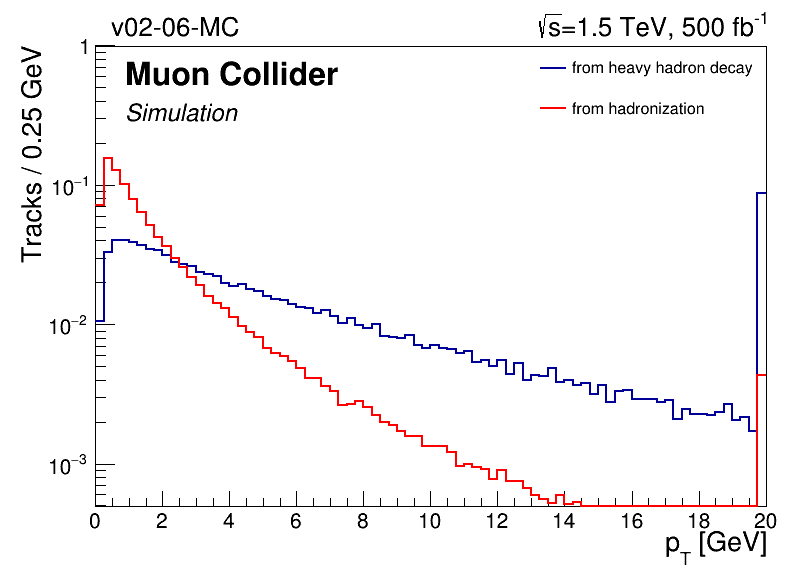 v02-06-MC
√s=1.5 TeV, 500 fb⁻¹
Muon Collider
Simulation
from heavy hadron decay
from hadronization
Tracks / 0.25 GeV
1
10⁻¹
10⁻²
10⁻³
0 2 4 6 8 10 12 14 16 18 20
p_T [GeV]